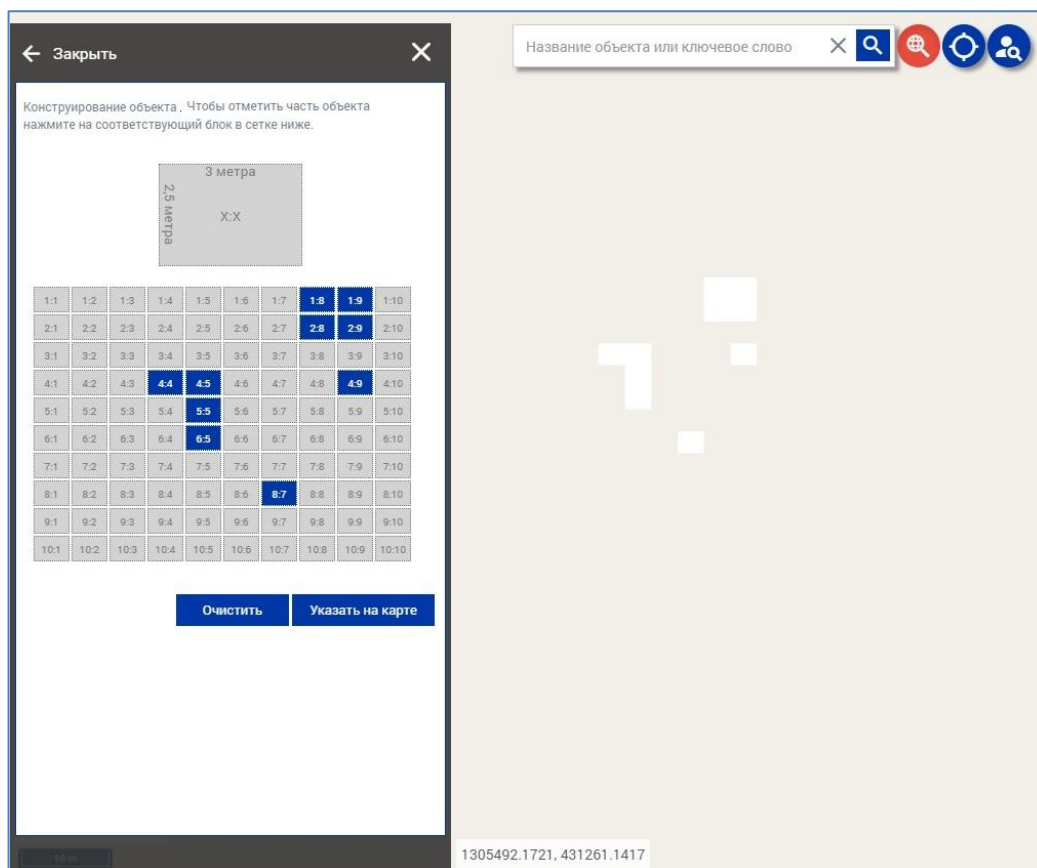 Закрыть
Название объекта или ключевое слово
Конструирование объекта. Чтобы отметить часть объекта
нажмите на соответствующий блок в сетке ниже.
3 метра
2,5 метра
X:X
1:1 1:2 1:3 1:4 1:5 1:6 1:7 1:8 1:9 1:10
2:1 2:2 2:3 2:4 2:5 2:6 2:7 2:8 2:9 2:10
3:1 3:2 3:3 3:4 3:5 3:6 3:7 3:8 3:9 3:10
4:1 4:2 4:3 4:4 4:5 4:6 4:7 4:8 4:9 4:10
5:1 5:2 5:3 5:4 5:5 5:6 5:7 5:8 5:9 5:10
6:1 6:2 6:3 6:4 6:5 6:6 6:7 6:8 6:9 6:10
7:1 7:2 7:3 7:4 7:5 7:6 7:7 7:8 7:9 7:10
8:1 8:2 8:3 8:4 8:5 8:6 8:7 8:8 8:9 8:10
9:1 9:2 9:3 9:4 9:5 9:6 9:7 9:8 9:9 9:10
10:1 10:2 10:3 10:4 10:5 10:6 10:7 10:8 10:9 10:10
Очистить
Указать на карте
10 m
1305492.1721, 431261.1417